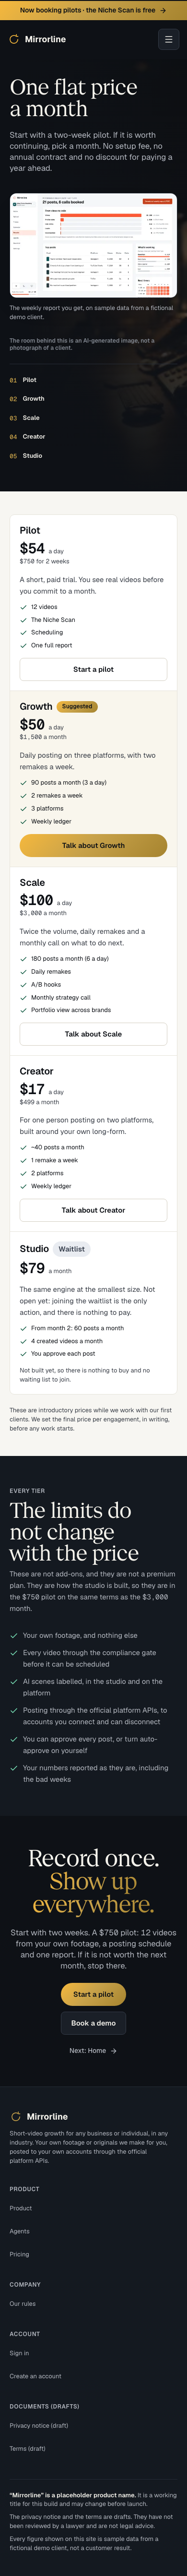 Now booking pilots · the Niche Scan is free →
Mirrorline
One flat price
a month
Start with a two-week pilot. If it is worth
continuing, pick a month. No setup fee, no
annual contract and no discount for paying a
year ahead.
21 posts, 6 calls booked
The weekly report you get, on sample data from a fictional
demo client.
The room behind this is an AI-generated image, not a
photograph of a client.
01 Pilot
02 Growth
03 Scale
04 Creator
05 Studio
Pilot
$54 a day
$750 for 2 weeks
A short, paid trial. You see real videos before
you commit to a month.
12 videos
The Niche Scan
Scheduling
One full report
Start a pilot
Growth Suggested
$50 a day
$1,500 a month
Daily posting on three platforms, with two
remakes a week.
90 posts a month (3 a day)
2 remakes a week
3 platforms
Weekly ledger
Talk about Growth
Scale
$100 a day
$3,000 a month
Twice the volume, daily remakes and a
monthly call on what to do next.
180 posts a month (6 a day)
Daily remakes
A/B hooks
Monthly strategy call
Portfolio view across brands
Talk about Scale
Creator
$17 a day
$499 a month
For one person posting on two platforms,
built around your own long-form.
~40 posts a month
1 remake a week
2 platforms
Weekly ledger
Talk about Creator
Studio Waitlist
$79 a month
The same engine at the smallest size. Not
open yet: joining the waitlist is the only
action, and there is nothing to pay.
From month 2: 60 posts a month
4 created videos a month
You approve each post
Not built yet, so there is nothing to buy and no
waiting list to join.
These are introductory prices while we work with our first
clients. We set the final price per engagement, in writing,
before any work starts.
EVERY TIER
The limits do
not change
with the price
These are not add-ons, and they are not a premium
plan. They are how the studio is built, so they are in
the $750 pilot on the same terms as the $3,000
month.
Your own footage, and nothing else
Every video through the compliance gate
before it can be scheduled
AI scenes labelled, in the studio and on the
platform
Posting through the official platform APIs, to
accounts you connect and can disconnect
You can approve every post, or turn auto-
approve on yourself
Your numbers reported as they are, including
the bad weeks
Record once.
Show up
everywhere.
Start with two weeks. A $750 pilot: 12 videos
from your own footage, a posting schedule
and one report. If it is not worth the next
month, stop there.
Start a pilot
Book a demo
Next: Home →
Mirrorline
Short-video growth for any business or individual, in any
industry. Your own footage or originals we make for you,
posted to your own accounts through the official
platform APIs.
PRODUCT
Product
Agents
Pricing
COMPANY
Our rules
ACCOUNT
Sign in
Create an account
DOCUMENTS (DRAFTS)
Privacy notice (draft)
Terms (draft)
"Mirrorline" is a placeholder product name. It is a working
title for this build and may change before launch.
The privacy notice and the terms are drafts. They have not
been reviewed by a lawyer and are not legal advice.
Every figure shown on this site is sample data from a
fictional demo client, not a customer result.